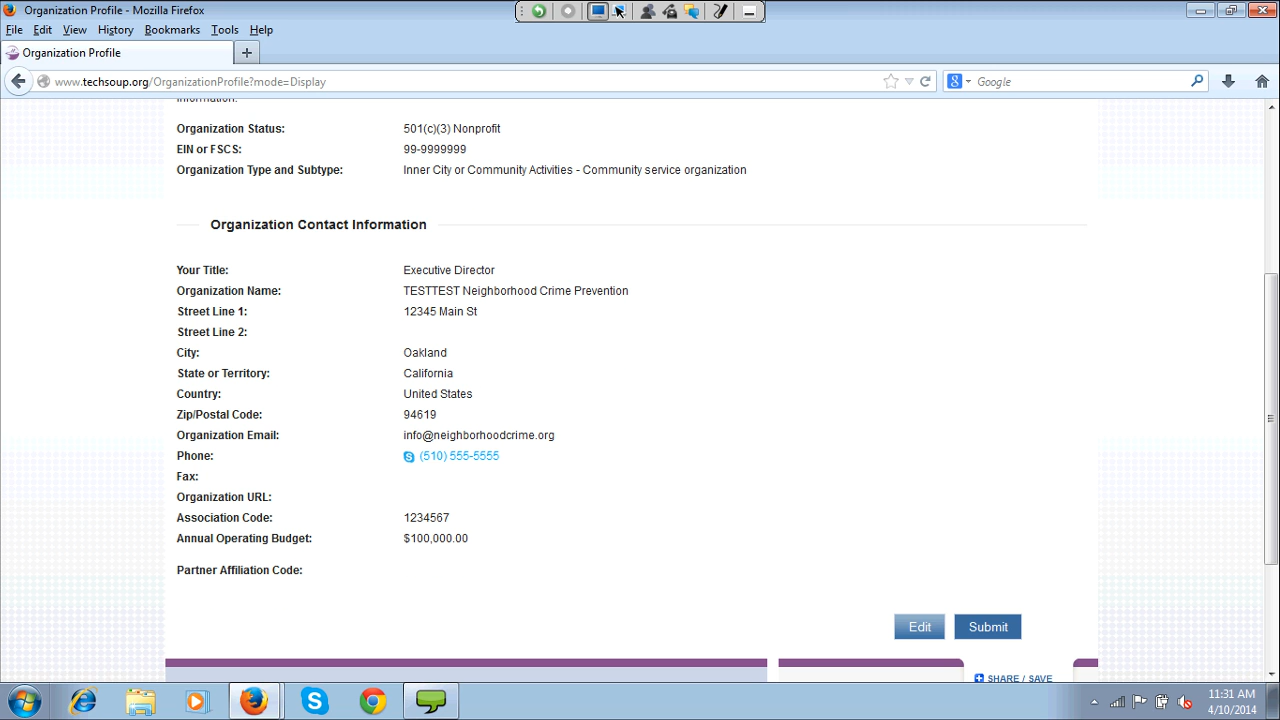 Organization Profile - Mozilla Firefox
File Edit View History Bookmarks Tools Help
Organization Profile
www.techsoup.org/OrganizationProfile?mode=Display
Google
information.
Organization Status: 501(c)(3) Nonprofit
EIN or FSCS: 99-9999999
Organization Type and Subtype: Inner City or Community Activities - Community service organization
Organization Contact Information
Your Title: Executive Director
Organization Name: TESTTEST Neighborhood Crime Prevention
Street Line 1: 12345 Main St
Street Line 2:
City: Oakland
State or Territory: California
Country: United States
Zip/Postal Code: 94619
Organization Email: info@neighborhoodcrime.org
Phone: (510) 555-5555
Fax:
Organization URL:
Association Code: 1234567
Annual Operating Budget: $100,000.00
Partner Affiliation Code:
Edit Submit
SHARE / SAVE
11:31 AM
4/10/2014